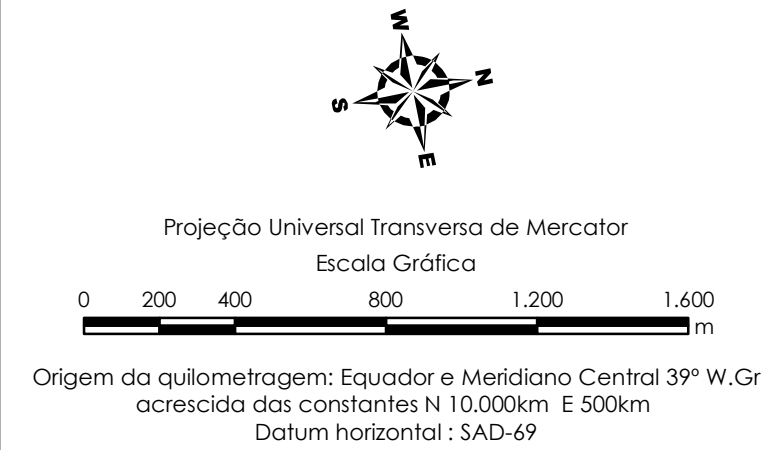 W
N
S
E
Projeção Universal Transversa de Mercator
Escala Gráfica
0 200 400 800 1.200 1.600
m
Origem da quilometragem: Equador e Meridiano Central 39º W.Gr
acrescida das constantes N 10.000km E 500km
Datum horizontal : SAD-69